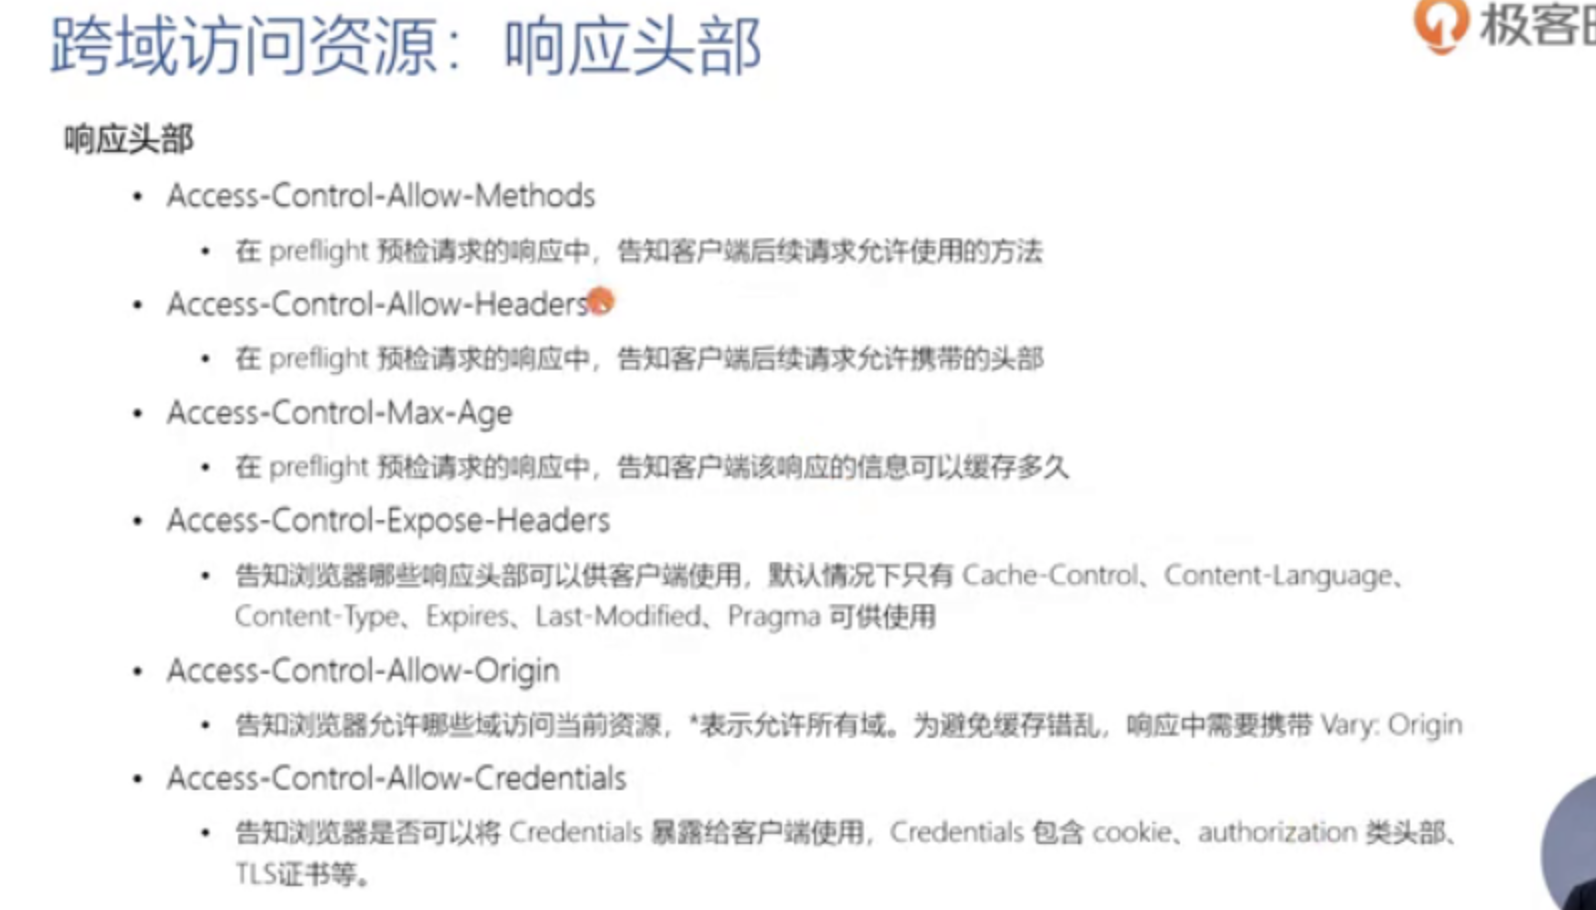 跨域访问资源：响应头部
极客
响应头部
• Access-Control-Allow-Methods
• 在 preflight 预检请求的响应中，告知客户端后续请求允许使用的方法
• Access-Control-Allow-Headers
• 在 preflight 预检请求的响应中，告知客户端后续请求允许携带的头部
• Access-Control-Max-Age
• 在 preflight 预检请求的响应中，告知客户端该响应的信息可以缓存多久
• Access-Control-Expose-Headers
• 告知浏览器哪些响应头部可以供客户端使用，默认情况下只有 Cache-Control、Content-Language、
Content-Type、Expires、Last-Modified、Pragma 可供使用
• Access-Control-Allow-Origin
• 告知浏览器允许哪些域访问当前资源，*表示允许所有域。为避免缓存错乱，响应中需要携带 Vary: Origin
• Access-Control-Allow-Credentials
• 告知浏览器是否可以将 Credentials 暴露给客户端使用，Credentials 包含 cookie、authorization 类头部、
TLS证书等。